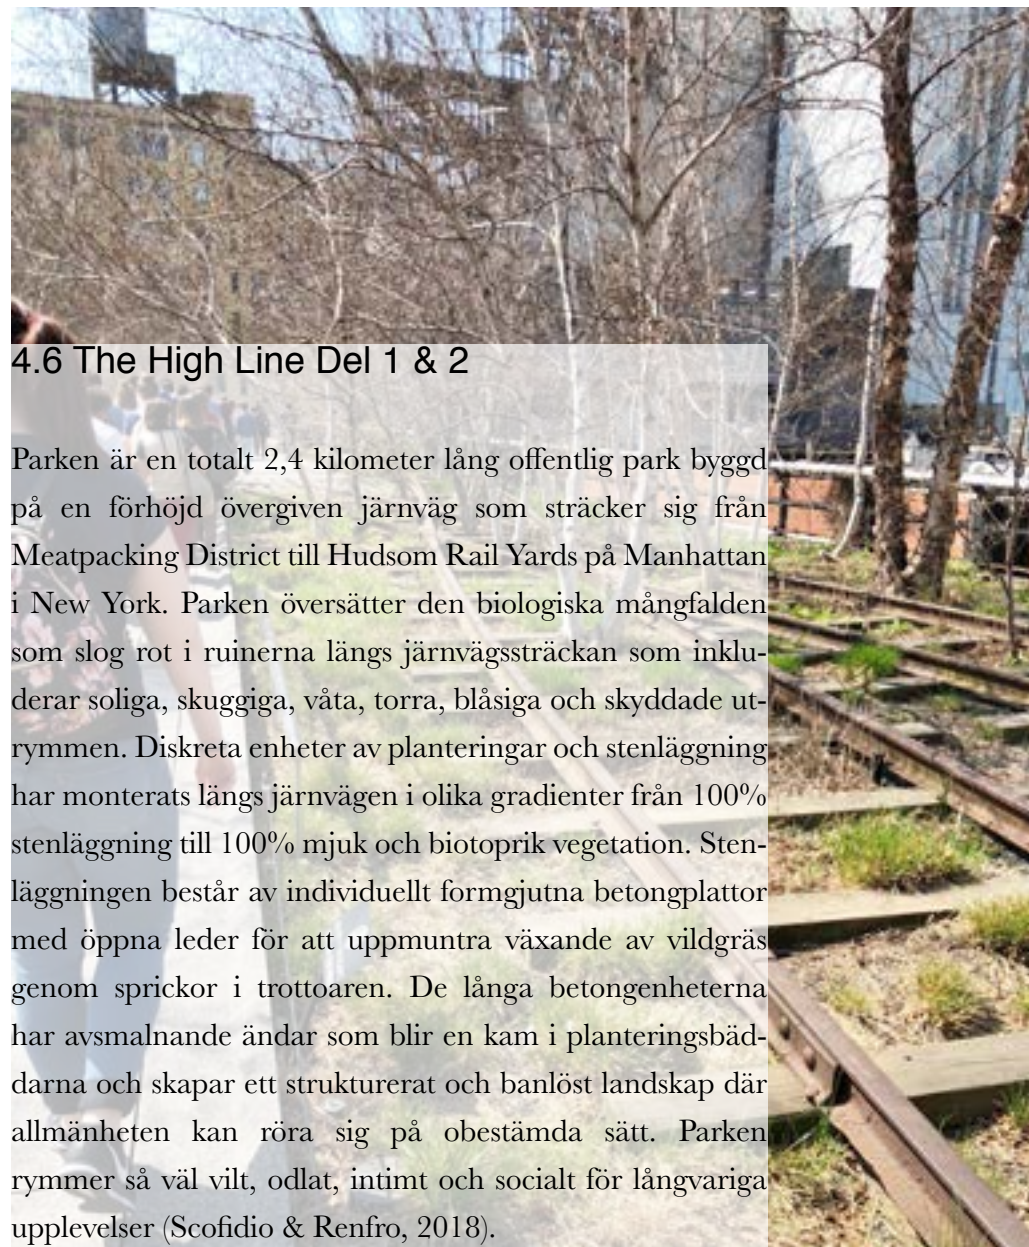 4.6 The High Line Del 1 & 2
Parken är en totalt 2,4 kilometer lång offentlig park byggd
på en förhöjd övergiven järnväg som sträcker sig från
Meatpacking District till Hudsom Rail Yards på Manhattan
i New York. Parken översätter den biologiska mångfalden
som slog rot i ruinerna längs järnvägssträckan som inklu-
derar soliga, skuggiga, våta, torra, blåsiga och skyddade ut-
rymmen. Diskreta enheter av planteringar och stenläggning
har monterats längs järnvägen i olika gradienter från 100%
stenläggning till 100% mjuk och biotoprik vegetation. Sten-
läggningen består av individuellt formgjutna betongplattor
med öppna leder för att uppmuntra växande av vildgräs
genom sprickor i trottoaren. De långa betongenheterna
har avsmalnande ändar som blir en kam i planteringsbäd-
darna och skapar ett strukturerat och banlöst landskap där
allmänheten kan röra sig på obestämda sätt. Parken
rymmer så väl vilt, odlat, intimt och socialt för långvariga
upplevelser (Scofidio & Renfro, 2018).